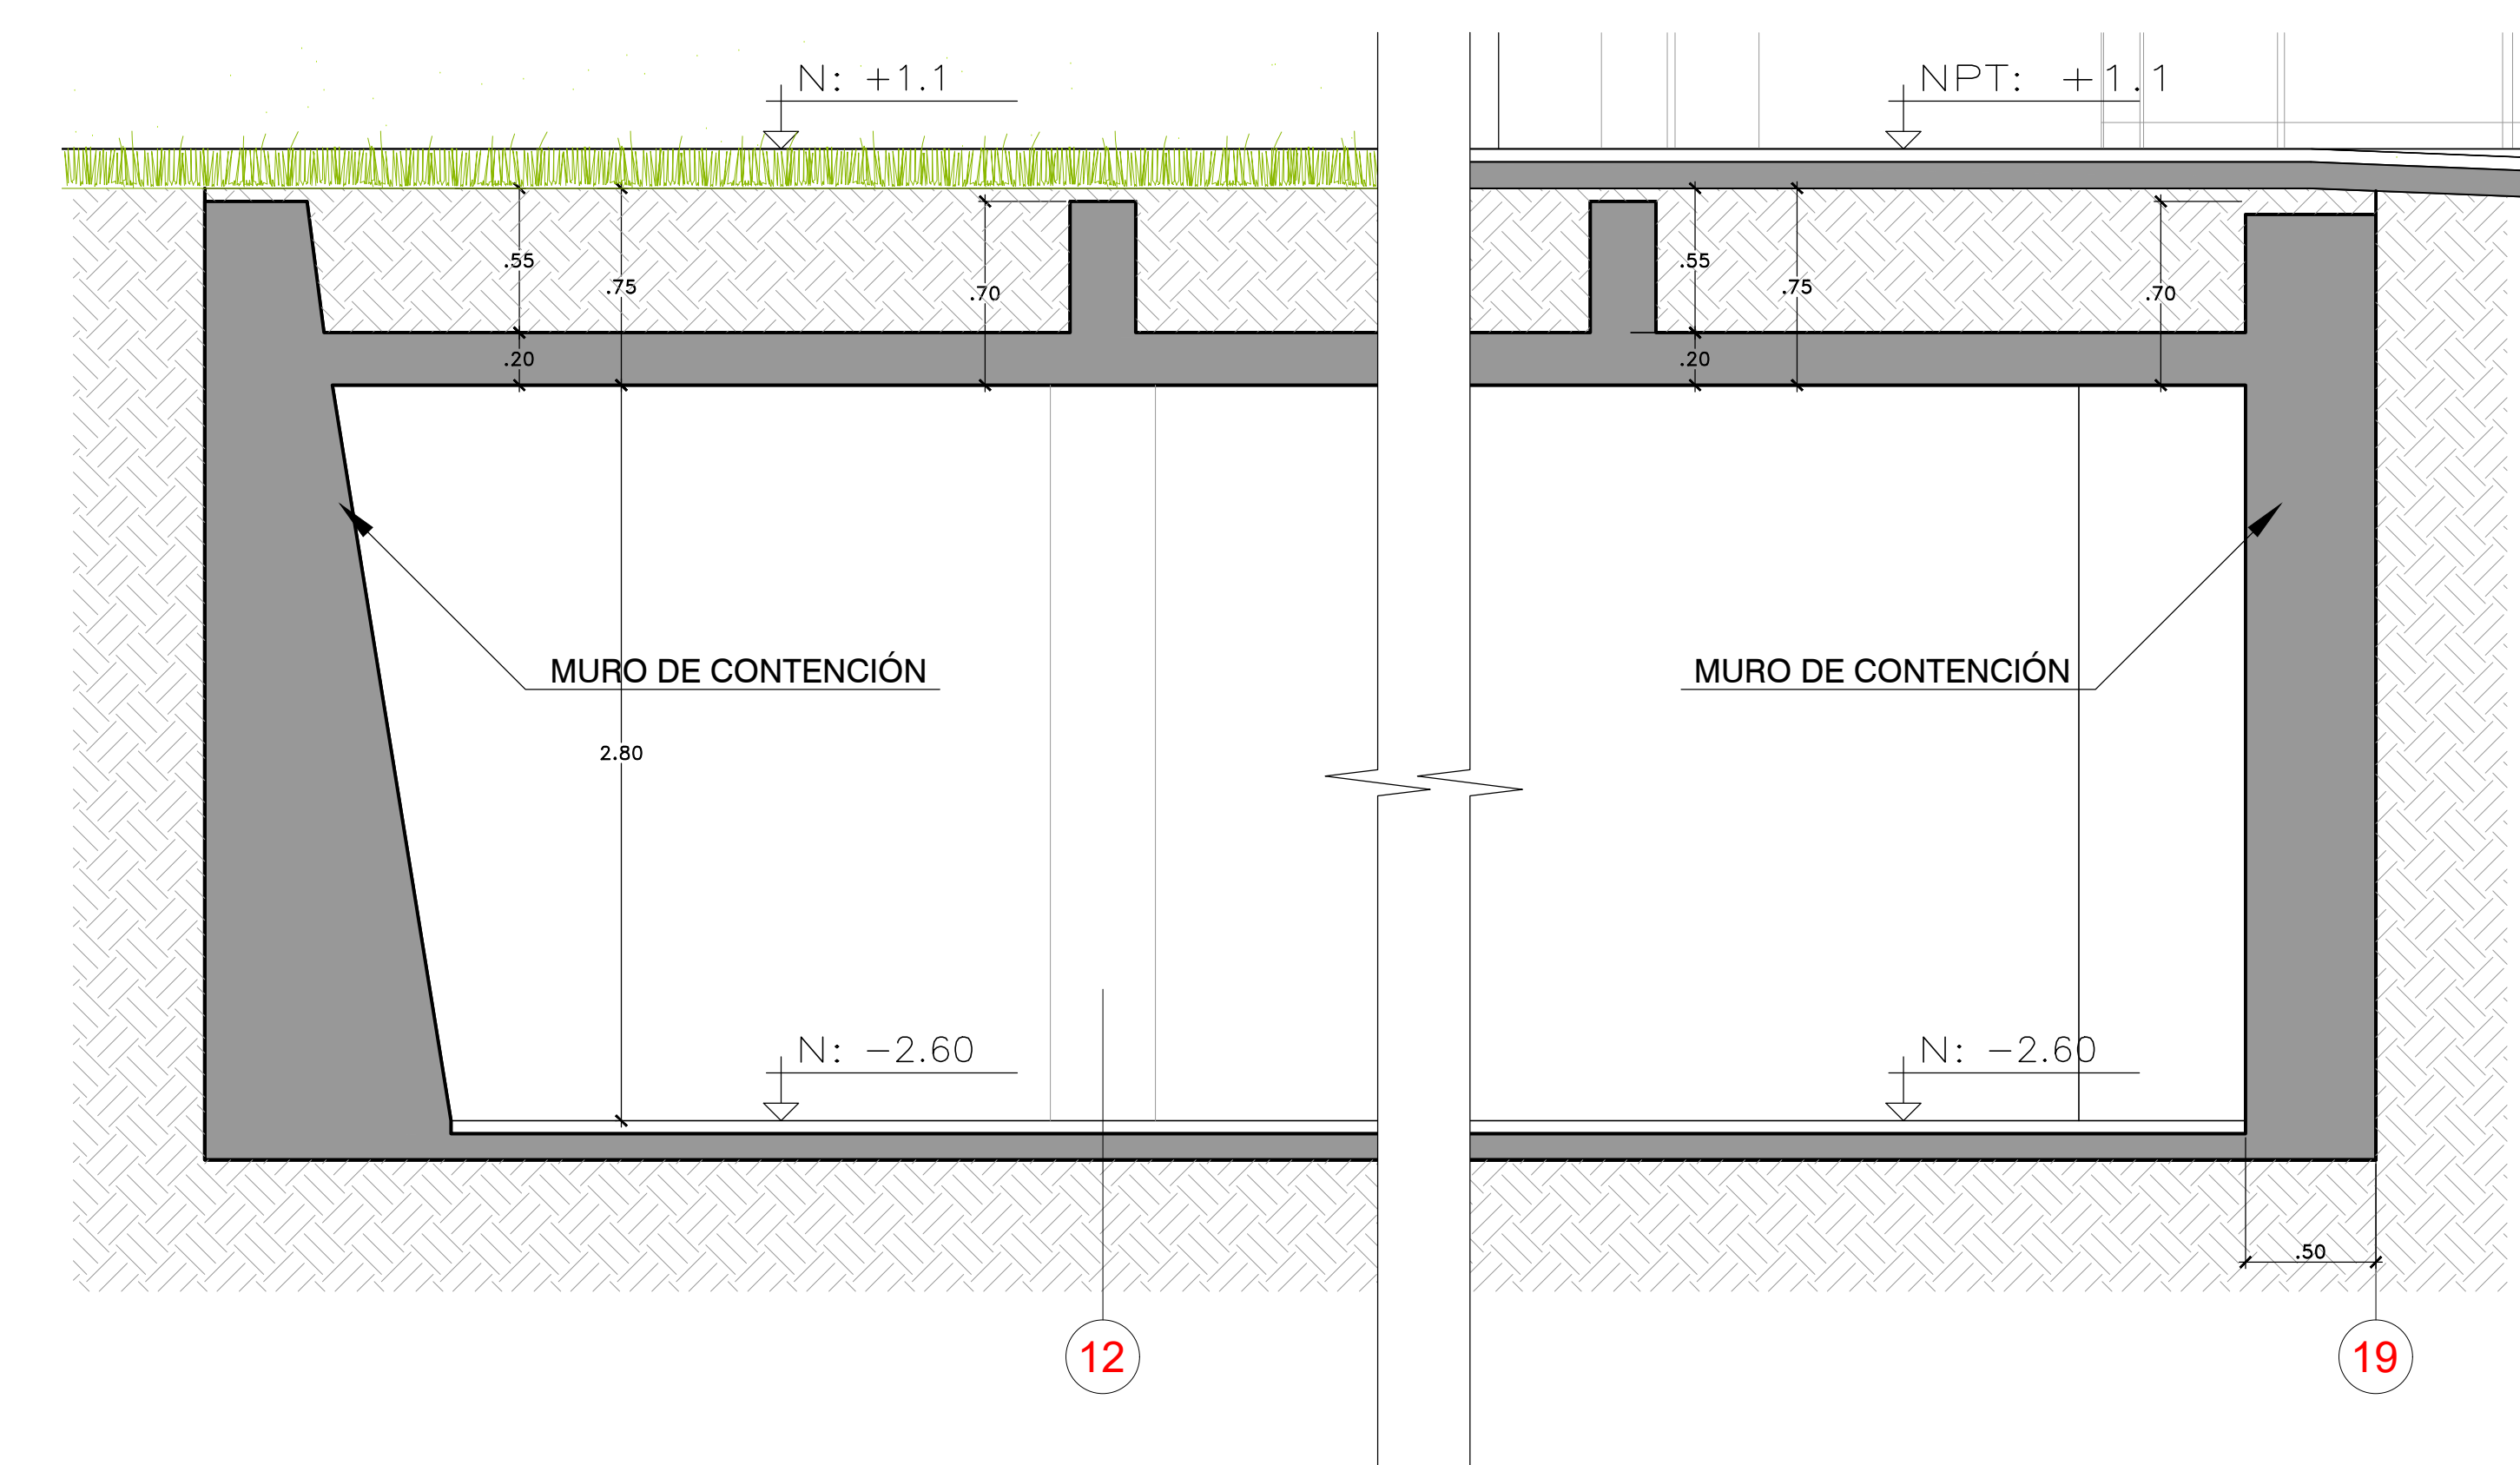 N: +1.1
NPT: +1.1
.55
.75
.70
.20
.55
.75
.70
.20
MURO DE CONTENCIÓN
MURO DE CONTENCIÓN
2.80
N: -2.60
N: -2.60
.50
12
19